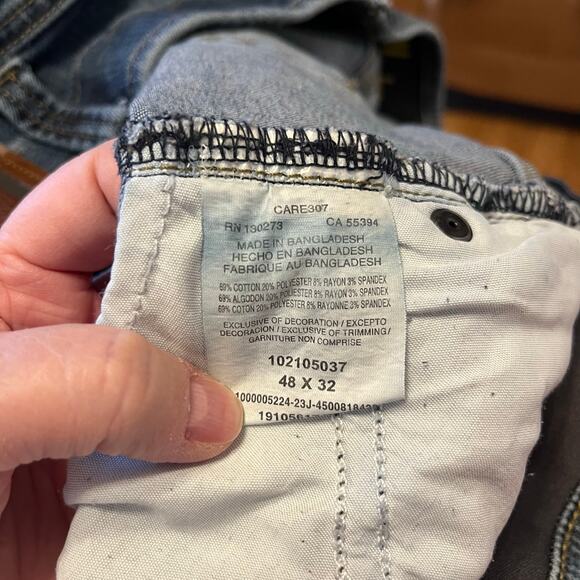 CARE307
RN 130273 CA 55394
MADE IN BANGLADESH
HECHO EN BANGLADESH
FABRIQUE AU BANGLADESH
69% COTTON 20% POLYESTER 8% RAYON 3% SPANDEX
69% ALGODON 20% POLIESTER 8% RAYON 3% SPANDEX
69% COTON 20% POLYESTER 8% RAYONNE 3% SPANDEX
EXCLUSIVE OF DECORATION / EXCEPTO
DECORACIÓN / EXCLUSIVE OF TRIMMING /
GARNITURE NON COMPRISE
102105037
48 X 32